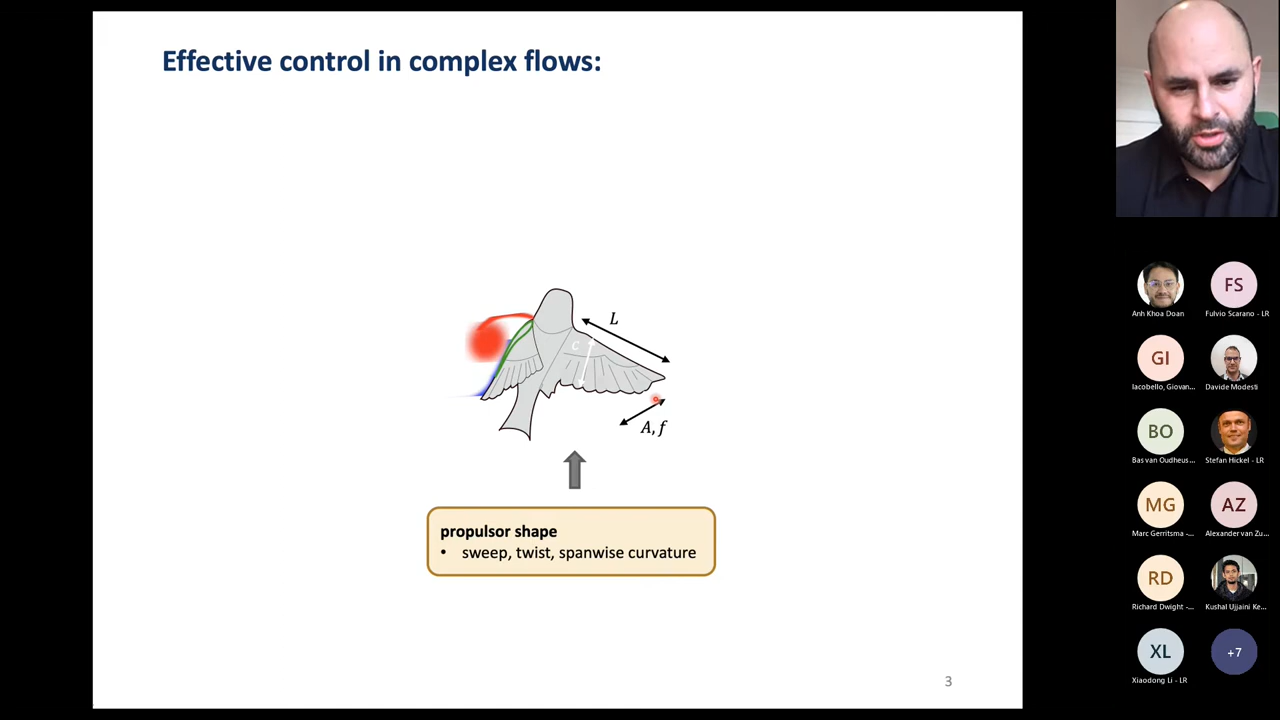 Effective control in complex flows:
L
c
A, f
propulsor shape
• sweep, twist, spanwise curvature
3
Anh Khoa Doan
FS
Fulvio Scarano - LR
GI
Iacobello, Giovan...
Davide Modesti
BO
Bas van Oudheus...
Stefan Hickel - LR
MG
Marc Gerritsma -...
AZ
Alexander van Zu...
RD
Richard Dwight -...
Kushal Ujjaini Ke...
XL
Xiaodong Li - LR
+7